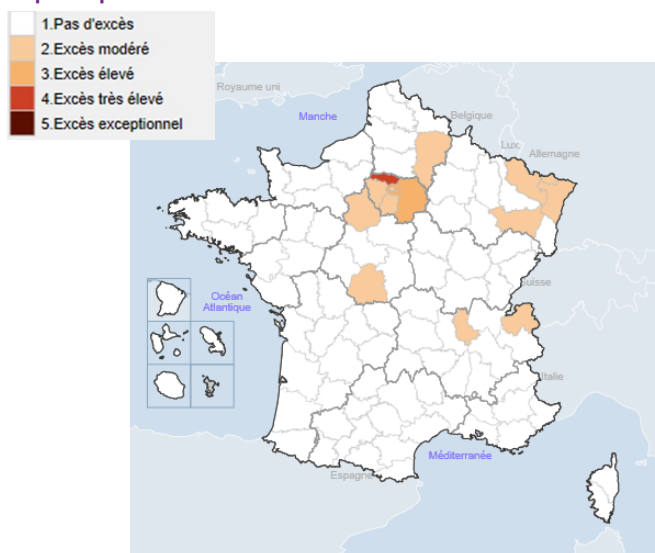 1.Pas d'excès
2.Excès modéré
3.Excès élevé
4.Excès très élevé
5.Excès exceptionnel
Royaume uni
Manche
Belgique
Lux.
Allemagne
Suisse
Océan
Atlantique
Italie
Méditerranée
Espagne